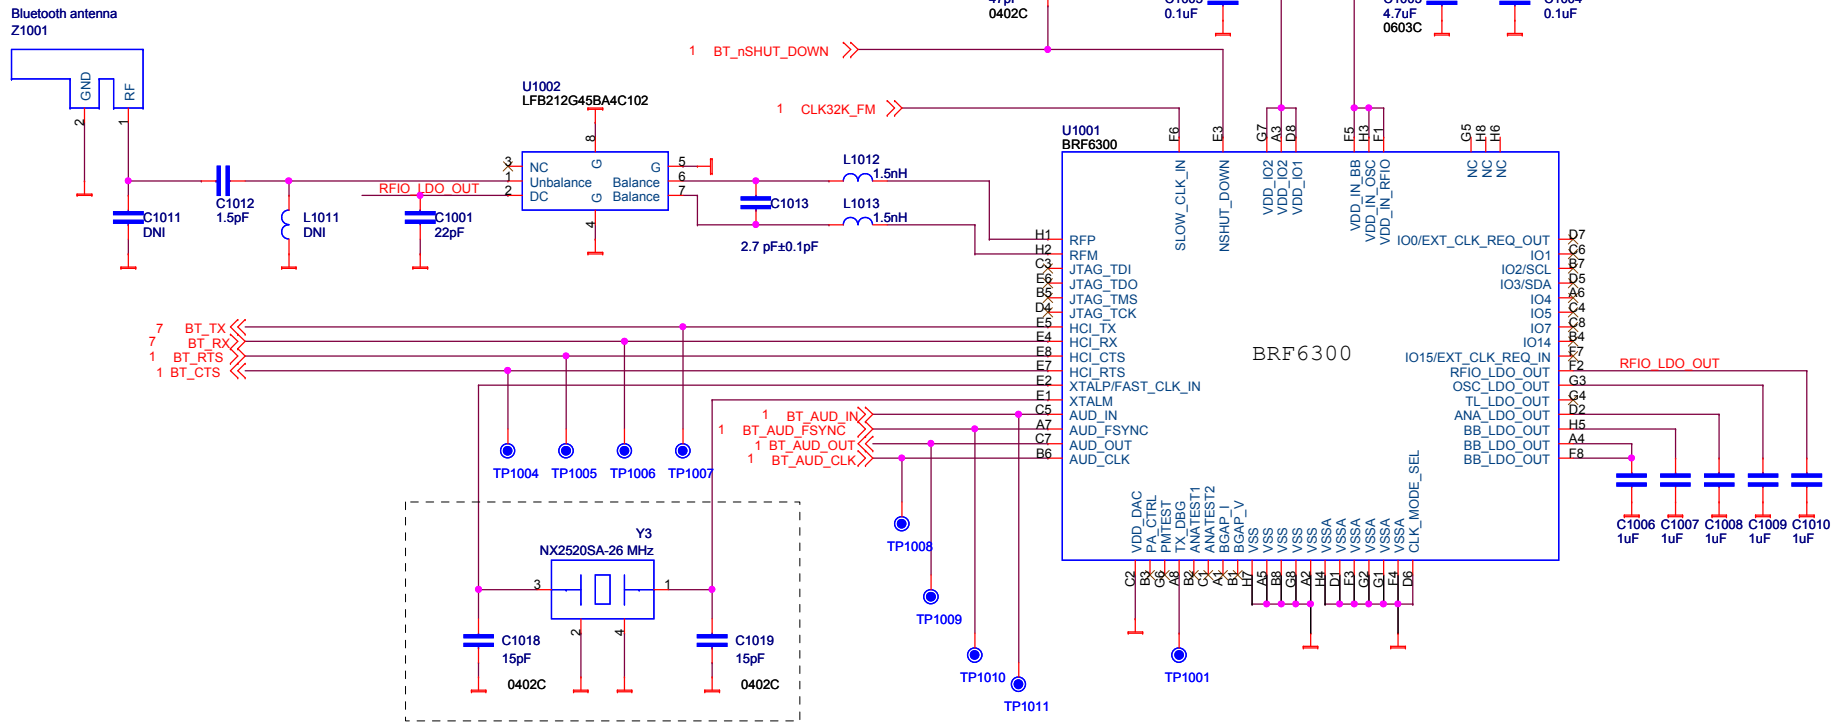 Bluetooth antenna
Z1001
GND
RF
2
1
C1011
DNI
C1012
1.5pF
L1011
DNI
RFIO_LDO_OUT
C1001
22pF
U1002
LFB212G45BA4C102
8
3
1
2
NC
Unbalance
DC
G
G
G
Balance
Balance
5
6
7
4
C1013
2.7 pF±0.1pF
L1012
1.5nH
L1013
1.5nH
0402C
0.1uF
4.7uF
0603C
0.1uF
1 BT_nSHUT_DOWN
1 CLK32K_FM
U1001
BRF6300
F6
E3
G7
A3
D8
F5
H3
F1
G5
H8
H6
SLOW_CLK_IN
NSHUT_DOWN
VDD_IO2
VDD_IO2
VDD_IO1
VDD_IN_BB
VDD_IN_OSC
VDD_IN_RFIO
NC
NC
NC
H1 RFP
H2 RFM
C3 JTAG_TDI
E6 JTAG_TDO
B5 JTAG_TMS
D4 JTAG_TCK
E5 HCI_TX
E4 HCI_RX
E8 HCI_CTS
E7 HCI_RTS
E2 XTALP/FAST_CLK_IN
E1 XTALM
C5 AUD_IN
A7 AUD_FSYNC
C7 AUD_OUT
B6 AUD_CLK
BRF6300
IO0/EXT_CLK_REQ_OUT D7
IO1 C6
IO2/SCL B7
IO3/SDA D5
IO4 A6
IO5 C4
IO7 C8
IO14 B4
IO15/EXT_CLK_REQ_IN F7
RFIO_LDO_OUT F2
OSC_LDO_OUT G3
TL_LDO_OUT G4
ANA_LDO_OUT D2
BB_LDO_OUT H5
BB_LDO_OUT A4
BB_LDO_OUT F8
RFIO_LDO_OUT
7 BT_TX
7 BT_RX
1 BT_RTS
1 BT_CTS
1 BT_AUD_IN
1 BT_AUD_FSYNC
1 BT_AUD_OUT
1 BT_AUD_CLK
TP1004
TP1005
TP1006
TP1007
TP1008
TP1009
TP1010
TP1011
TP1001
VDD_DAC
PA_CTRL
PMTEST
TX_DBG
ANATEST1
ANATEST2
BGAP_I
BGAP_V
VSS
VSS
VSS
VSS
VSS
VSSA
VSSA
VSSA
VSSA
VSSA
VSSA
CLK_MODE_SEL
C2
B3
G6
A8
B2
C1
A1
B1
H7
A5
B8
G8
A2
H4
D1
F3
G2
G1
F4
D6
C1006
1uF
C1007
1uF
C1008
1uF
C1009
1uF
C1010
1uF
Y3
NX2520SA-26 MHz
3
1
2
4
C1018
15pF
0402C
C1019
15pF
0402C